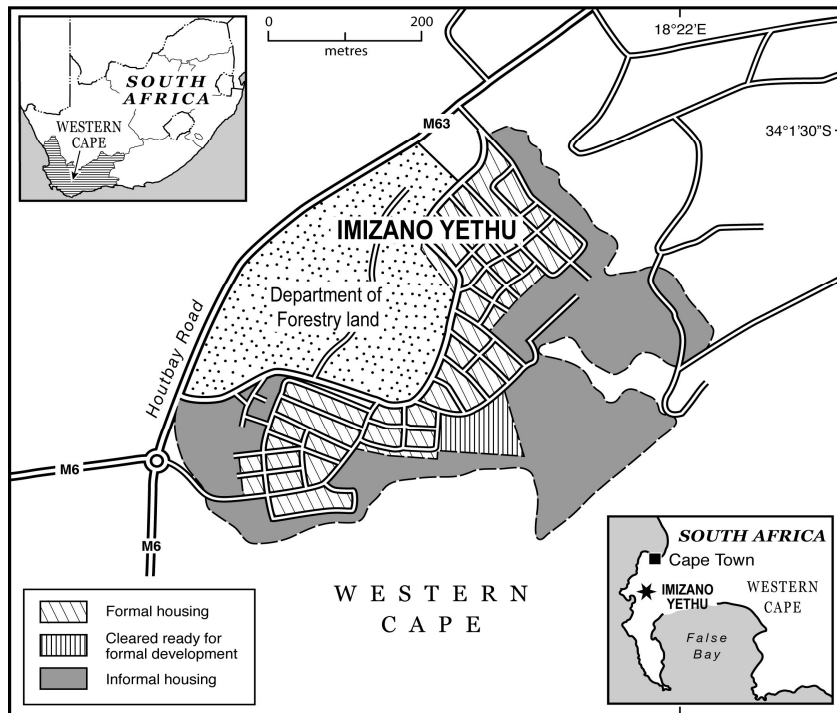 0
200
metres
18°22'E
34°1'30"S
SOUTH
AFRICA
WESTERN
CAPE
M63
IMIZANO YETHU
Department of
Forestry land
Houtbay Road
M6
M6
WESTERN
CAPE
Formal housing
Cleared ready for
formal development
Informal housing
SOUTH AFRICA
Cape Town
IMIZANO
YETHU
WESTERN
CAPE
False
Bay